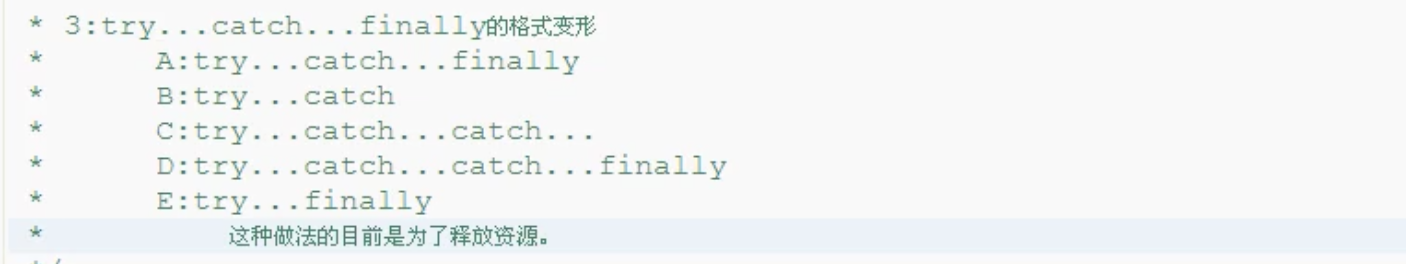 * 3:try...catch...finally的格式变形
* A:try...catch...finally
* B:try...catch
* C:try...catch...catch...
* D:try...catch...catch...finally
* E:try...finally
* 这种做法的目前是为了释放资源。